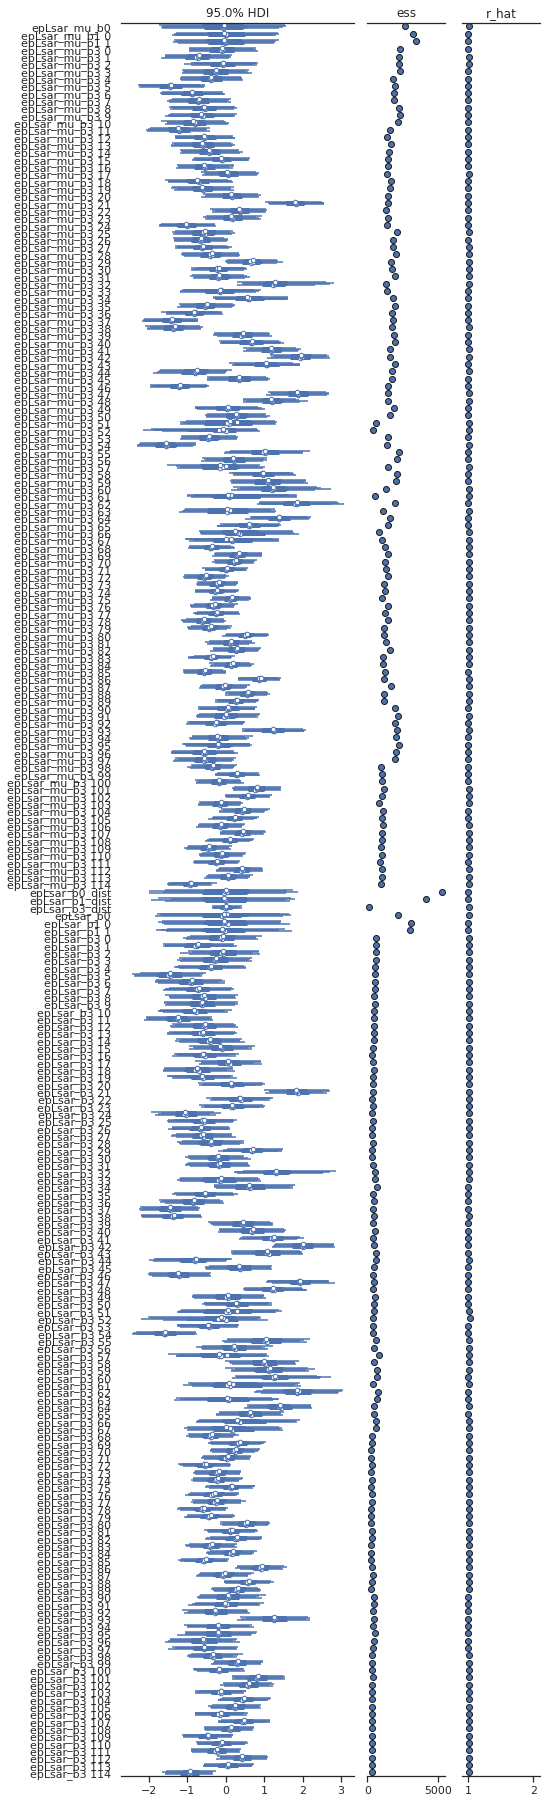 95.0% HDI ess r_hat
epLsar_mu_b0
epLsar_mu_b1 0
epLsar_mu_b1 1
epLsar_mu_b3 0
epLsar_mu_b3 1
epLsar_mu_b3 2
epLsar_mu_b3 3
epLsar_mu_b3 4
epLsar_mu_b3 5
epLsar_mu_b3 6
epLsar_mu_b3 7
epLsar_mu_b3 8
epLsar_mu_b3 9
epLsar_mu_b3 10
epLsar_mu_b3 11
epLsar_mu_b3 12
epLsar_mu_b3 13
epLsar_mu_b3 14
epLsar_mu_b3 15
epLsar_mu_b3 16
epLsar_mu_b3 17
epLsar_mu_b3 18
epLsar_mu_b3 19
epLsar_mu_b3 20
epLsar_mu_b3 21
epLsar_mu_b3 22
epLsar_mu_b3 23
epLsar_mu_b3 24
epLsar_mu_b3 25
epLsar_mu_b3 26
epLsar_mu_b3 27
epLsar_mu_b3 28
epLsar_mu_b3 29
epLsar_mu_b3 30
epLsar_mu_b3 31
epLsar_mu_b3 32
epLsar_mu_b3 33
epLsar_mu_b3 34
epLsar_mu_b3 35
epLsar_mu_b3 36
epLsar_mu_b3 37
epLsar_mu_b3 38
epLsar_mu_b3 39
epLsar_mu_b3 40
epLsar_mu_b3 41
epLsar_mu_b3 42
epLsar_mu_b3 43
epLsar_mu_b3 44
epLsar_mu_b3 45
epLsar_mu_b3 46
epLsar_mu_b3 47
epLsar_mu_b3 48
epLsar_mu_b3 49
epLsar_mu_b3 50
epLsar_mu_b3 51
epLsar_mu_b3 52
epLsar_mu_b3 53
epLsar_mu_b3 54
epLsar_mu_b3 55
epLsar_mu_b3 56
epLsar_mu_b3 57
epLsar_mu_b3 58
epLsar_mu_b3 59
epLsar_mu_b3 60
epLsar_mu_b3 61
epLsar_mu_b3 62
epLsar_mu_b3 63
epLsar_mu_b3 64
epLsar_mu_b3 65
epLsar_mu_b3 66
epLsar_mu_b3 67
epLsar_mu_b3 68
epLsar_mu_b3 69
epLsar_mu_b3 70
epLsar_mu_b3 71
epLsar_mu_b3 72
epLsar_mu_b3 73
epLsar_mu_b3 74
epLsar_mu_b3 75
epLsar_mu_b3 76
epLsar_mu_b3 77
epLsar_mu_b3 78
epLsar_mu_b3 79
epLsar_mu_b3 80
epLsar_mu_b3 81
epLsar_mu_b3 82
epLsar_mu_b3 83
epLsar_mu_b3 84
epLsar_mu_b3 85
epLsar_mu_b3 86
epLsar_mu_b3 87
epLsar_mu_b3 88
epLsar_mu_b3 89
epLsar_mu_b3 90
epLsar_mu_b3 91
epLsar_mu_b3 92
epLsar_mu_b3 93
epLsar_mu_b3 94
epLsar_mu_b3 95
epLsar_mu_b3 96
epLsar_mu_b3 97
epLsar_mu_b3 98
epLsar_mu_b3 99
epLsar_mu_b3 100
epLsar_mu_b3 101
epLsar_mu_b3 102
epLsar_mu_b3 103
epLsar_mu_b3 104
epLsar_mu_b3 105
epLsar_mu_b3 106
epLsar_mu_b3 107
epLsar_mu_b3 108
epLsar_mu_b3 109
epLsar_mu_b3 110
epLsar_mu_b3 111
epLsar_mu_b3 112
epLsar_mu_b3 113
epLsar_mu_b3 114
epLsar_b0_dist
epLsar_b1_dist
epLsar_b3_dist
epLsar_b0
epLsar_b1 0
epLsar_b1 1
epLsar_b3 0
epLsar_b3 1
epLsar_b3 2
epLsar_b3 3
epLsar_b3 4
epLsar_b3 5
epLsar_b3 6
epLsar_b3 7
epLsar_b3 8
epLsar_b3 9
epLsar_b3 10
epLsar_b3 11
epLsar_b3 12
epLsar_b3 13
epLsar_b3 14
epLsar_b3 15
epLsar_b3 16
epLsar_b3 17
epLsar_b3 18
epLsar_b3 19
epLsar_b3 20
epLsar_b3 21
epLsar_b3 22
epLsar_b3 23
epLsar_b3 24
epLsar_b3 25
epLsar_b3 26
epLsar_b3 27
epLsar_b3 28
epLsar_b3 29
epLsar_b3 30
epLsar_b3 31
epLsar_b3 32
epLsar_b3 33
epLsar_b3 34
epLsar_b3 35
epLsar_b3 36
epLsar_b3 37
epLsar_b3 38
epLsar_b3 39
epLsar_b3 40
epLsar_b3 41
epLsar_b3 42
epLsar_b3 43
epLsar_b3 44
epLsar_b3 45
epLsar_b3 46
epLsar_b3 47
epLsar_b3 48
epLsar_b3 49
epLsar_b3 50
epLsar_b3 51
epLsar_b3 52
epLsar_b3 53
epLsar_b3 54
epLsar_b3 55
epLsar_b3 56
epLsar_b3 57
epLsar_b3 58
epLsar_b3 59
epLsar_b3 60
epLsar_b3 61
epLsar_b3 62
epLsar_b3 63
epLsar_b3 64
epLsar_b3 65
epLsar_b3 66
epLsar_b3 67
epLsar_b3 68
epLsar_b3 69
epLsar_b3 70
epLsar_b3 71
epLsar_b3 72
epLsar_b3 73
epLsar_b3 74
epLsar_b3 75
epLsar_b3 76
epLsar_b3 77
epLsar_b3 78
epLsar_b3 79
epLsar_b3 80
epLsar_b3 81
epLsar_b3 82
epLsar_b3 83
epLsar_b3 84
epLsar_b3 85
epLsar_b3 86
epLsar_b3 87
epLsar_b3 88
epLsar_b3 89
epLsar_b3 90
epLsar_b3 91
epLsar_b3 92
epLsar_b3 93
epLsar_b3 94
epLsar_b3 95
epLsar_b3 96
epLsar_b3 97
epLsar_b3 98
epLsar_b3 99
epLsar_b3 100
epLsar_b3 101
epLsar_b3 102
epLsar_b3 103
epLsar_b3 104
epLsar_b3 105
epLsar_b3 106
epLsar_b3 107
epLsar_b3 108
epLsar_b3 109
epLsar_b3 110
epLsar_b3 111
epLsar_b3 112
epLsar_b3 113
epLsar_b3 114
−2 −1 0 1 2 3 0 5000 1 2